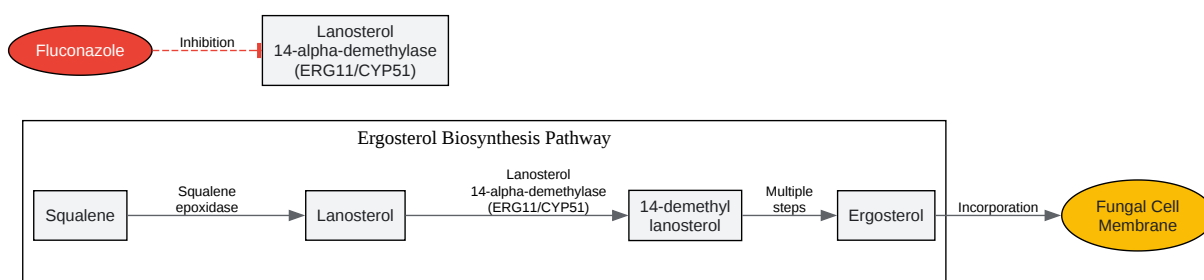 Fluconazole
Inhibition
Lanosterol
14-alpha-demethylase
(ERG11/CYP51)
Ergosterol Biosynthesis Pathway
Squalene
Squalene
epoxidase
Lanosterol
Lanosterol
14-alpha-demethylase
(ERG11/CYP51)
14-demethyl
lanosterol
Multiple
steps
Ergosterol
Incorporation
Fungal Cell
Membrane